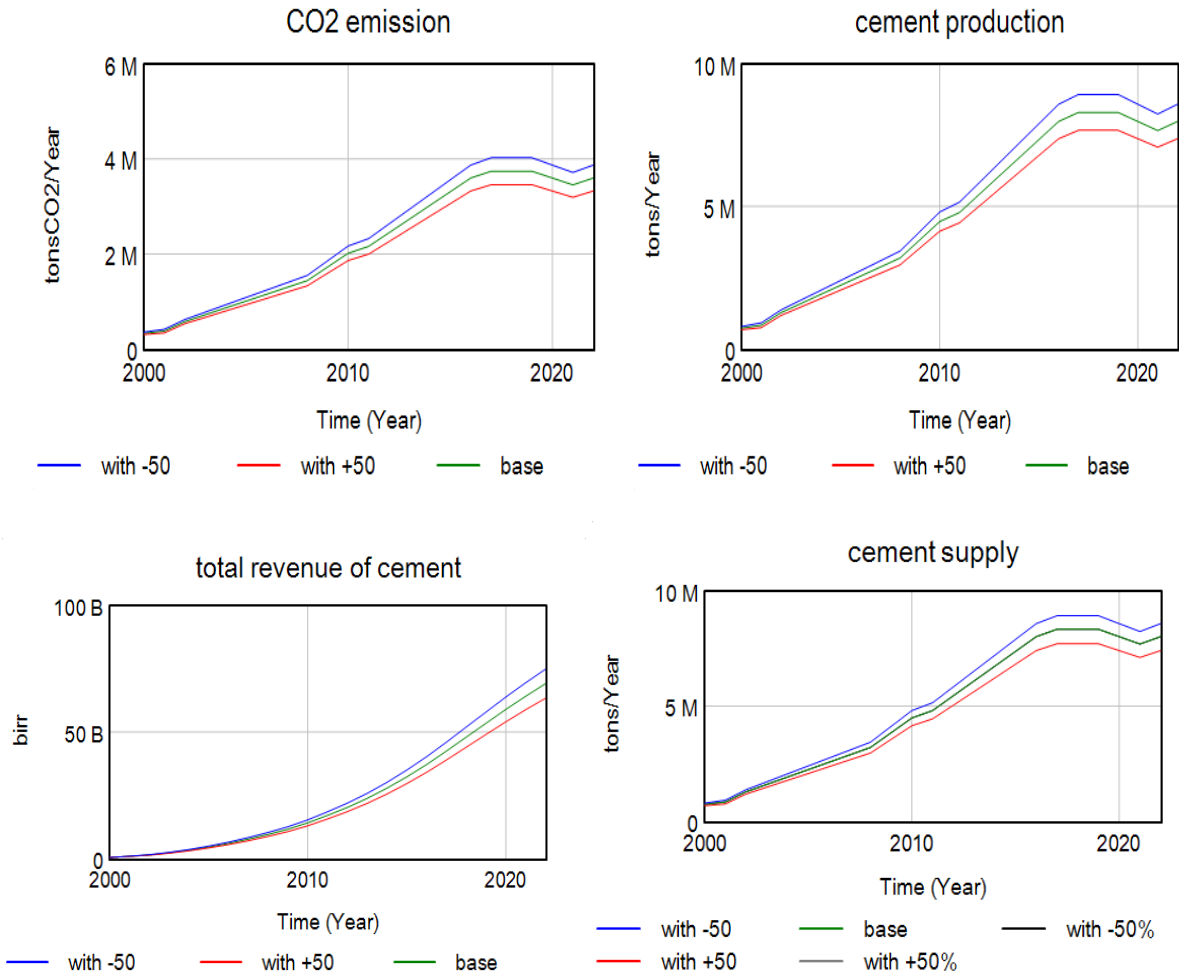 CO2 emission
6 M
4 M
2 M
0
tonsCO2/Year
2000
2010
2020
Time (Year)
with -50
with +50
base
cement production
10 M
5 M
0
tons/Year
2000
2010
2020
Time (Year)
with -50
with +50
base
total revenue of cement
100 B
50 B
0
birr
2000
2010
2020
Time (Year)
with -50
with +50
base
cement supply
10 M
5 M
0
tons/Year
2000
2010
2020
Time (Year)
with -50
base
with -50%
with +50
with +50%